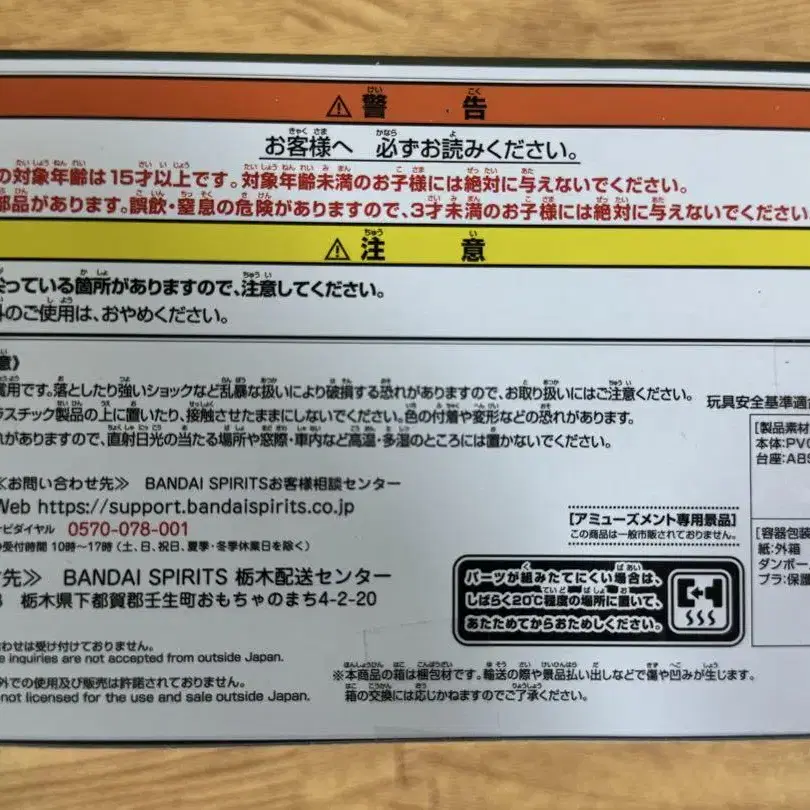 ⚠ 警告
お客様へ 必ずお読みください。
の対象年齢は15才以上です。対象年齢未満のお子様には絶対に与えないでください。
部品があります。誤飲・窒息の危険がありますので、3才未満のお子様には絶対に与えないでください
⚠ 注意
っている箇所がありますので、注意してください。
のご使用は、おやめください。
意》
用です。落としたり強いショックなど乱暴な扱いにより破損する恐れがありますので、お取り扱いにはご注意ください。
ラスチック製品の上に置いたり、接触させたままにしないでください。色の付着や変形などの恐れがあります。
れがありますので、直射日光の当たる場所や窓際・車内など高温・多湿のところには置かないでください。
玩具安全基準適合
[製品素材
本体:PVC
台座:ABS
≪お問い合わせ先≫ BANDAI SPIRITSお客様相談センター
Web https://support.bandaispirits.co.jp
ナビダイヤル 0570-078-001
受付時間 10時〜17時(土、日、祝日、夏季・冬季休業日を除く)
[アミューズメント専用景品]
この商品は一般市販されておりません。
先≫ BANDAI SPIRITS 栃木配送センター
栃木県下都賀郡壬生町おもちゃのまち4-2-20
パーツが組みたてにくい場合は、
しばらく20℃程度の場所に置いて、
あたためてからおためしください。
[容器包装
紙:外箱
ダンボー
プラ:保護
わせは受け付けておりません。
inquiries are not accepted from outside Japan.
外での使用及び販売は許諾されておりません。
not licensed for the use and sale outside Japan.
※本商品の箱は梱包材です。輸送の際や景品払い出しなどで傷や凹みが生じます。
箱の交換には応じかねますのでご了承ください。